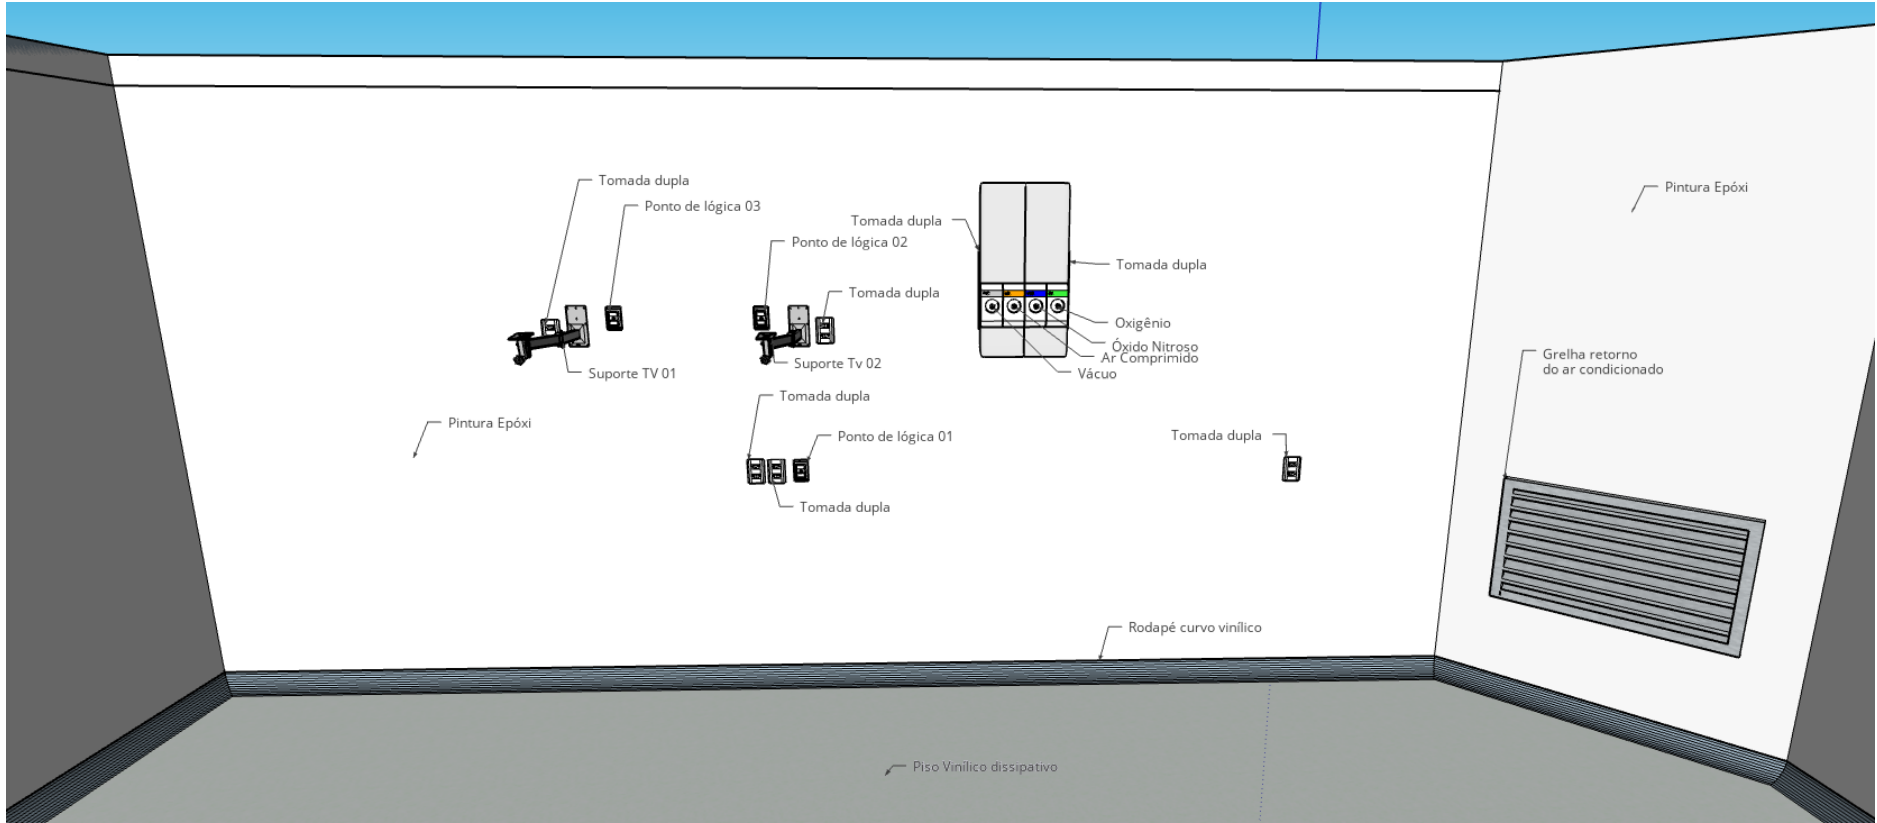 Tomada dupla
Pintura Epóxi
Ponto de lógica 03
Tomada dupla
Ponto de lógica 02
Tomada dupla
Tomada dupla
Oxigênio
Óxido Nitroso
Ar Comprimido
Vácuo
Suporte Tv 02
Suporte TV 01
Grelha retorno
do ar condicionado
Tomada dupla
Pintura Epóxi
Ponto de lógica 01
Tomada dupla
Tomada dupla
Rodapé curvo vinílico
Piso Vinílico dissipativo